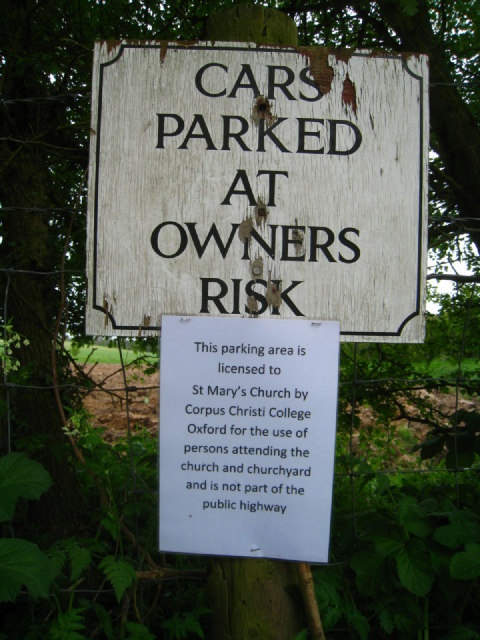 CARS
PARKED
AT
OWNERS
RISK
This parking area is
licensed to
St Mary's Church by
Corpus Christi College
Oxford for the use of
persons attending the
church and churchyard
and is not part of the
public highway